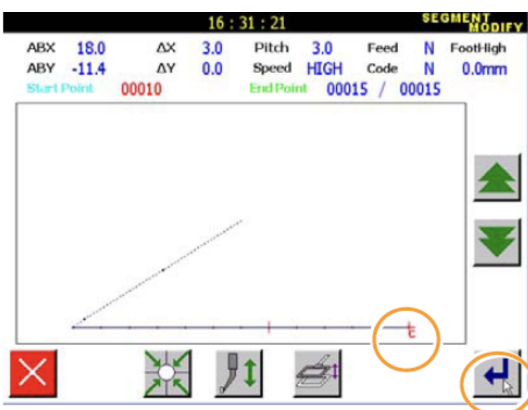 16 : 31 : 21 SEGMENT MODIFY
ABX 18.0 ΔX 3.0 Pitch 3.0 Feed N FootHigh
ABY -11.4 ΔY 0.0 Speed HIGH Code N 0.0mm
Start Point 00010 End Point 00015 / 00015